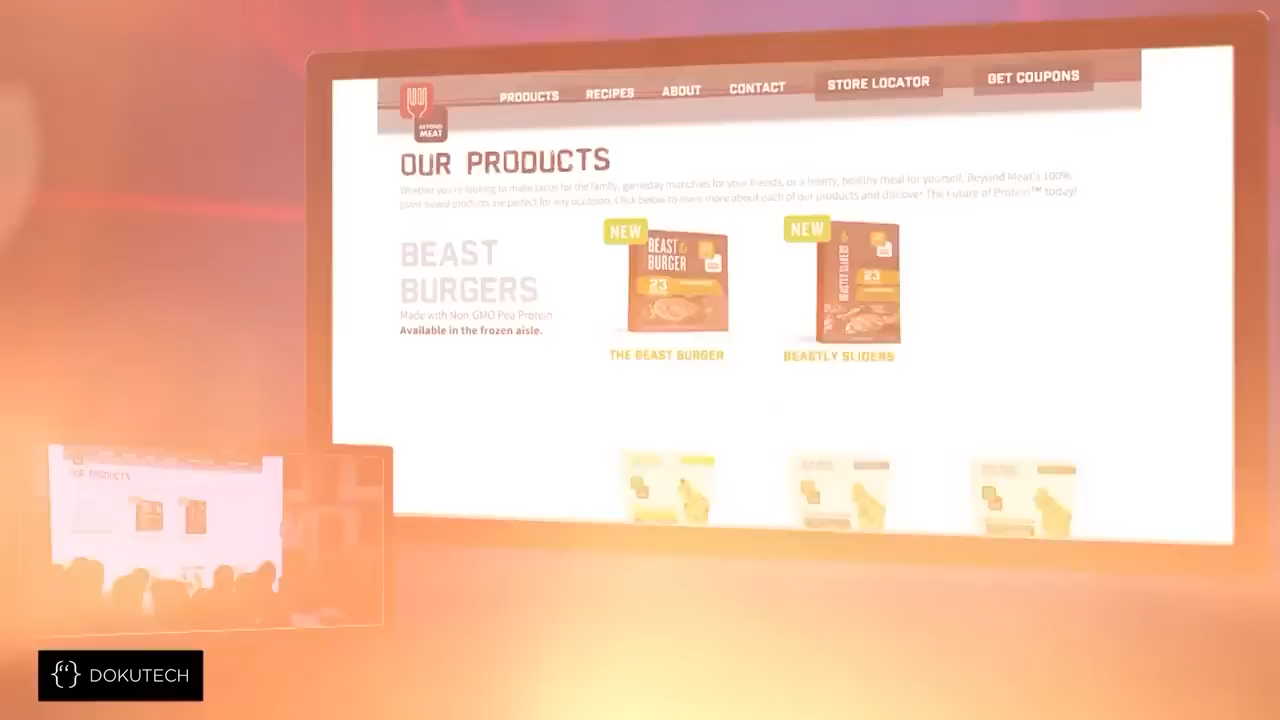 PRODUCTS RECIPES ABOUT CONTACT STORE LOCATOR GET COUPONS
BEYOND
MEAT
OUR PRODUCTS
Whether you're looking to make tacos for the family, gameday munchies for your friends, or a hearty, healthy meal for yourself, Beyond Meat's 100%
plant-based products are perfect for any occasion. Click below to learn more about each of our products and discover The Future of Protein™ today!
BEAST
BURGERS
Made with Non-GMO Pea Protein.
Available in the frozen aisle.
NEW
BEAST
BURGER
23
THE BEAST BURGER
NEW
BEASTLY SLIDERS
23
BEASTLY SLIDERS
OUR PRODUCTS
DOKUTECH